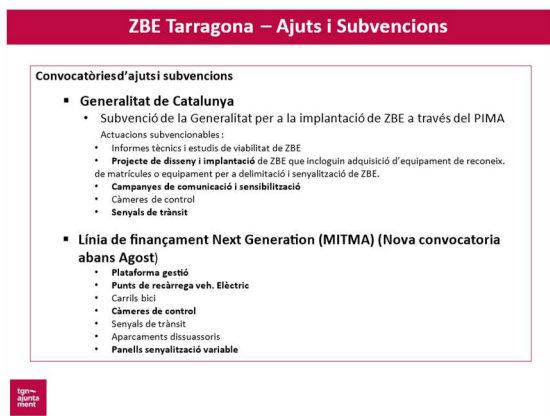 ZBE Tarragona – Ajuts i Subvencions
Convocatòriesd'ajutsi subvencions
▪ Generalitat de Catalunya
• Subvenció de la Generalitat per a la implantació de ZBE a través del PIMA
Actuacions subvencionables :
• Informes tècnics i estudis de viabilitat de ZBE
• Projecte de disseny i implantació de ZBE que incloguin adquisició d'equipament de reconeix.
de matrícules o equipament per a delimitació i senyalització de ZBE.
• Campanyes de comunicació i sensibilització
• Càmeres de control
• Senyals de trànsit
▪ Línia de finançament Next Generation (MITMA) (Nova convocatoria
abans Agost)
• Plataforma gestió
• Punts de recàrrega veh. Elèctric
• Carrils bici
• Càmeres de control
• Senyals de trànsit
• Aparcaments dissuassoris
• Panells senyalització variable
tgn~
ajunta
ment